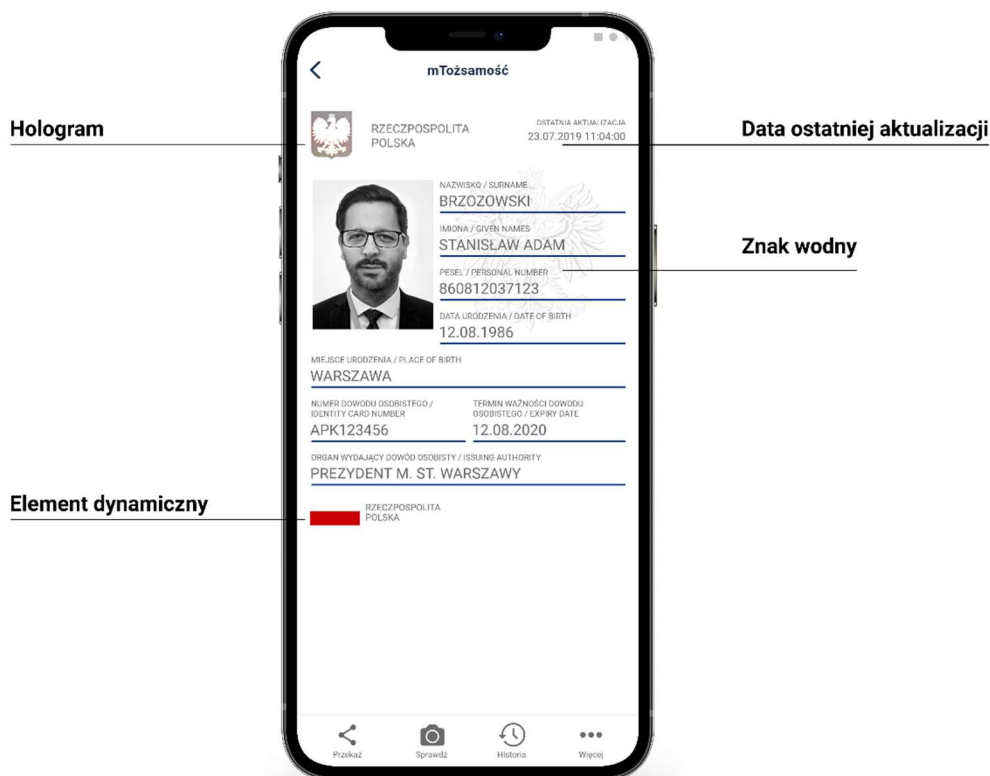 mTożsamość
Hologram
RZECZPOSPOLITA
POLSKA
OSTATNIA AKTUALIZACJA
23.07.2019 11:04:00
Data ostatniej aktualizacji
NAZWISKO / SURNAME
BRZOZOWSKI
IMIONA / GIVEN NAMES
STANISŁAW ADAM
Znak wodny
PESEL / PERSONAL NUMBER
860812037123
DATA URODZENIA / DATE OF BIRTH
12.08.1986
MIEJSCE URODZENIA / PLACE OF BIRTH
WARSZAWA
NUMER DOWODU OSOBISTEGO /
IDENTITY CARD NUMBER
APK123456
TERMIN WAŻNOŚCI DOWODU
OSOBISTEGO / EXPIRY DATE
12.08.2020
ORGAN WYDAJĄCY DOWÓD OSOBISTY / ISSUING AUTHORITY
PREZYDENT M. ST. WARSZAWY
Element dynamiczny
RZECZPOSPOLITA
POLSKA
Przekaż
Sprawdź
Historia
Więcej